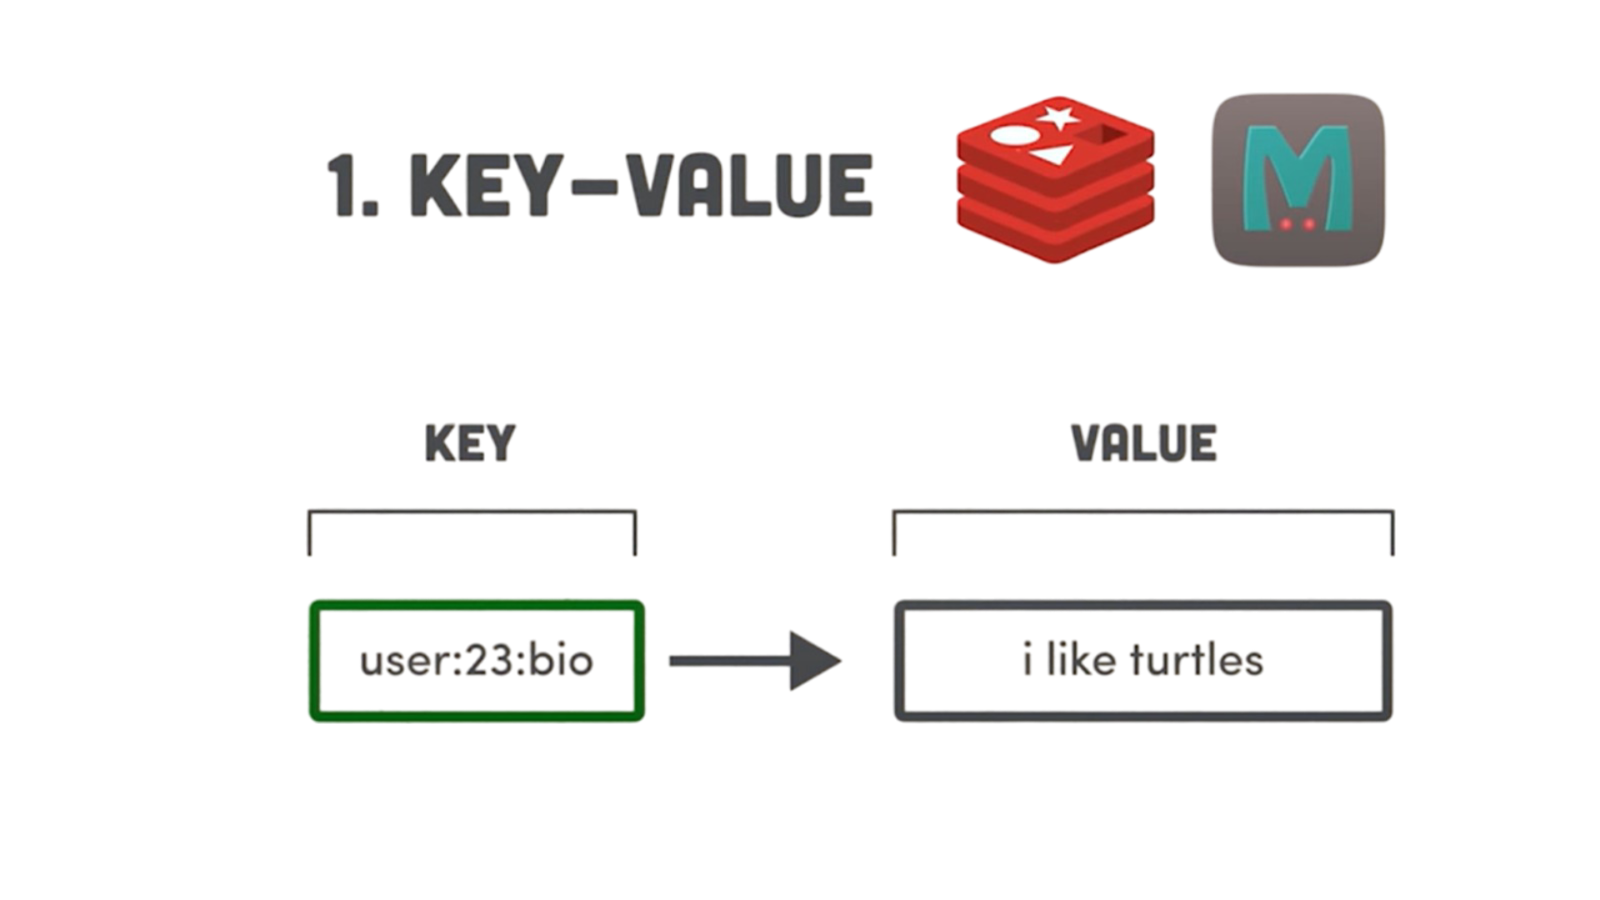 1. KEY-VALUE
M
KEY
VALUE
user:23:bio
i like turtles